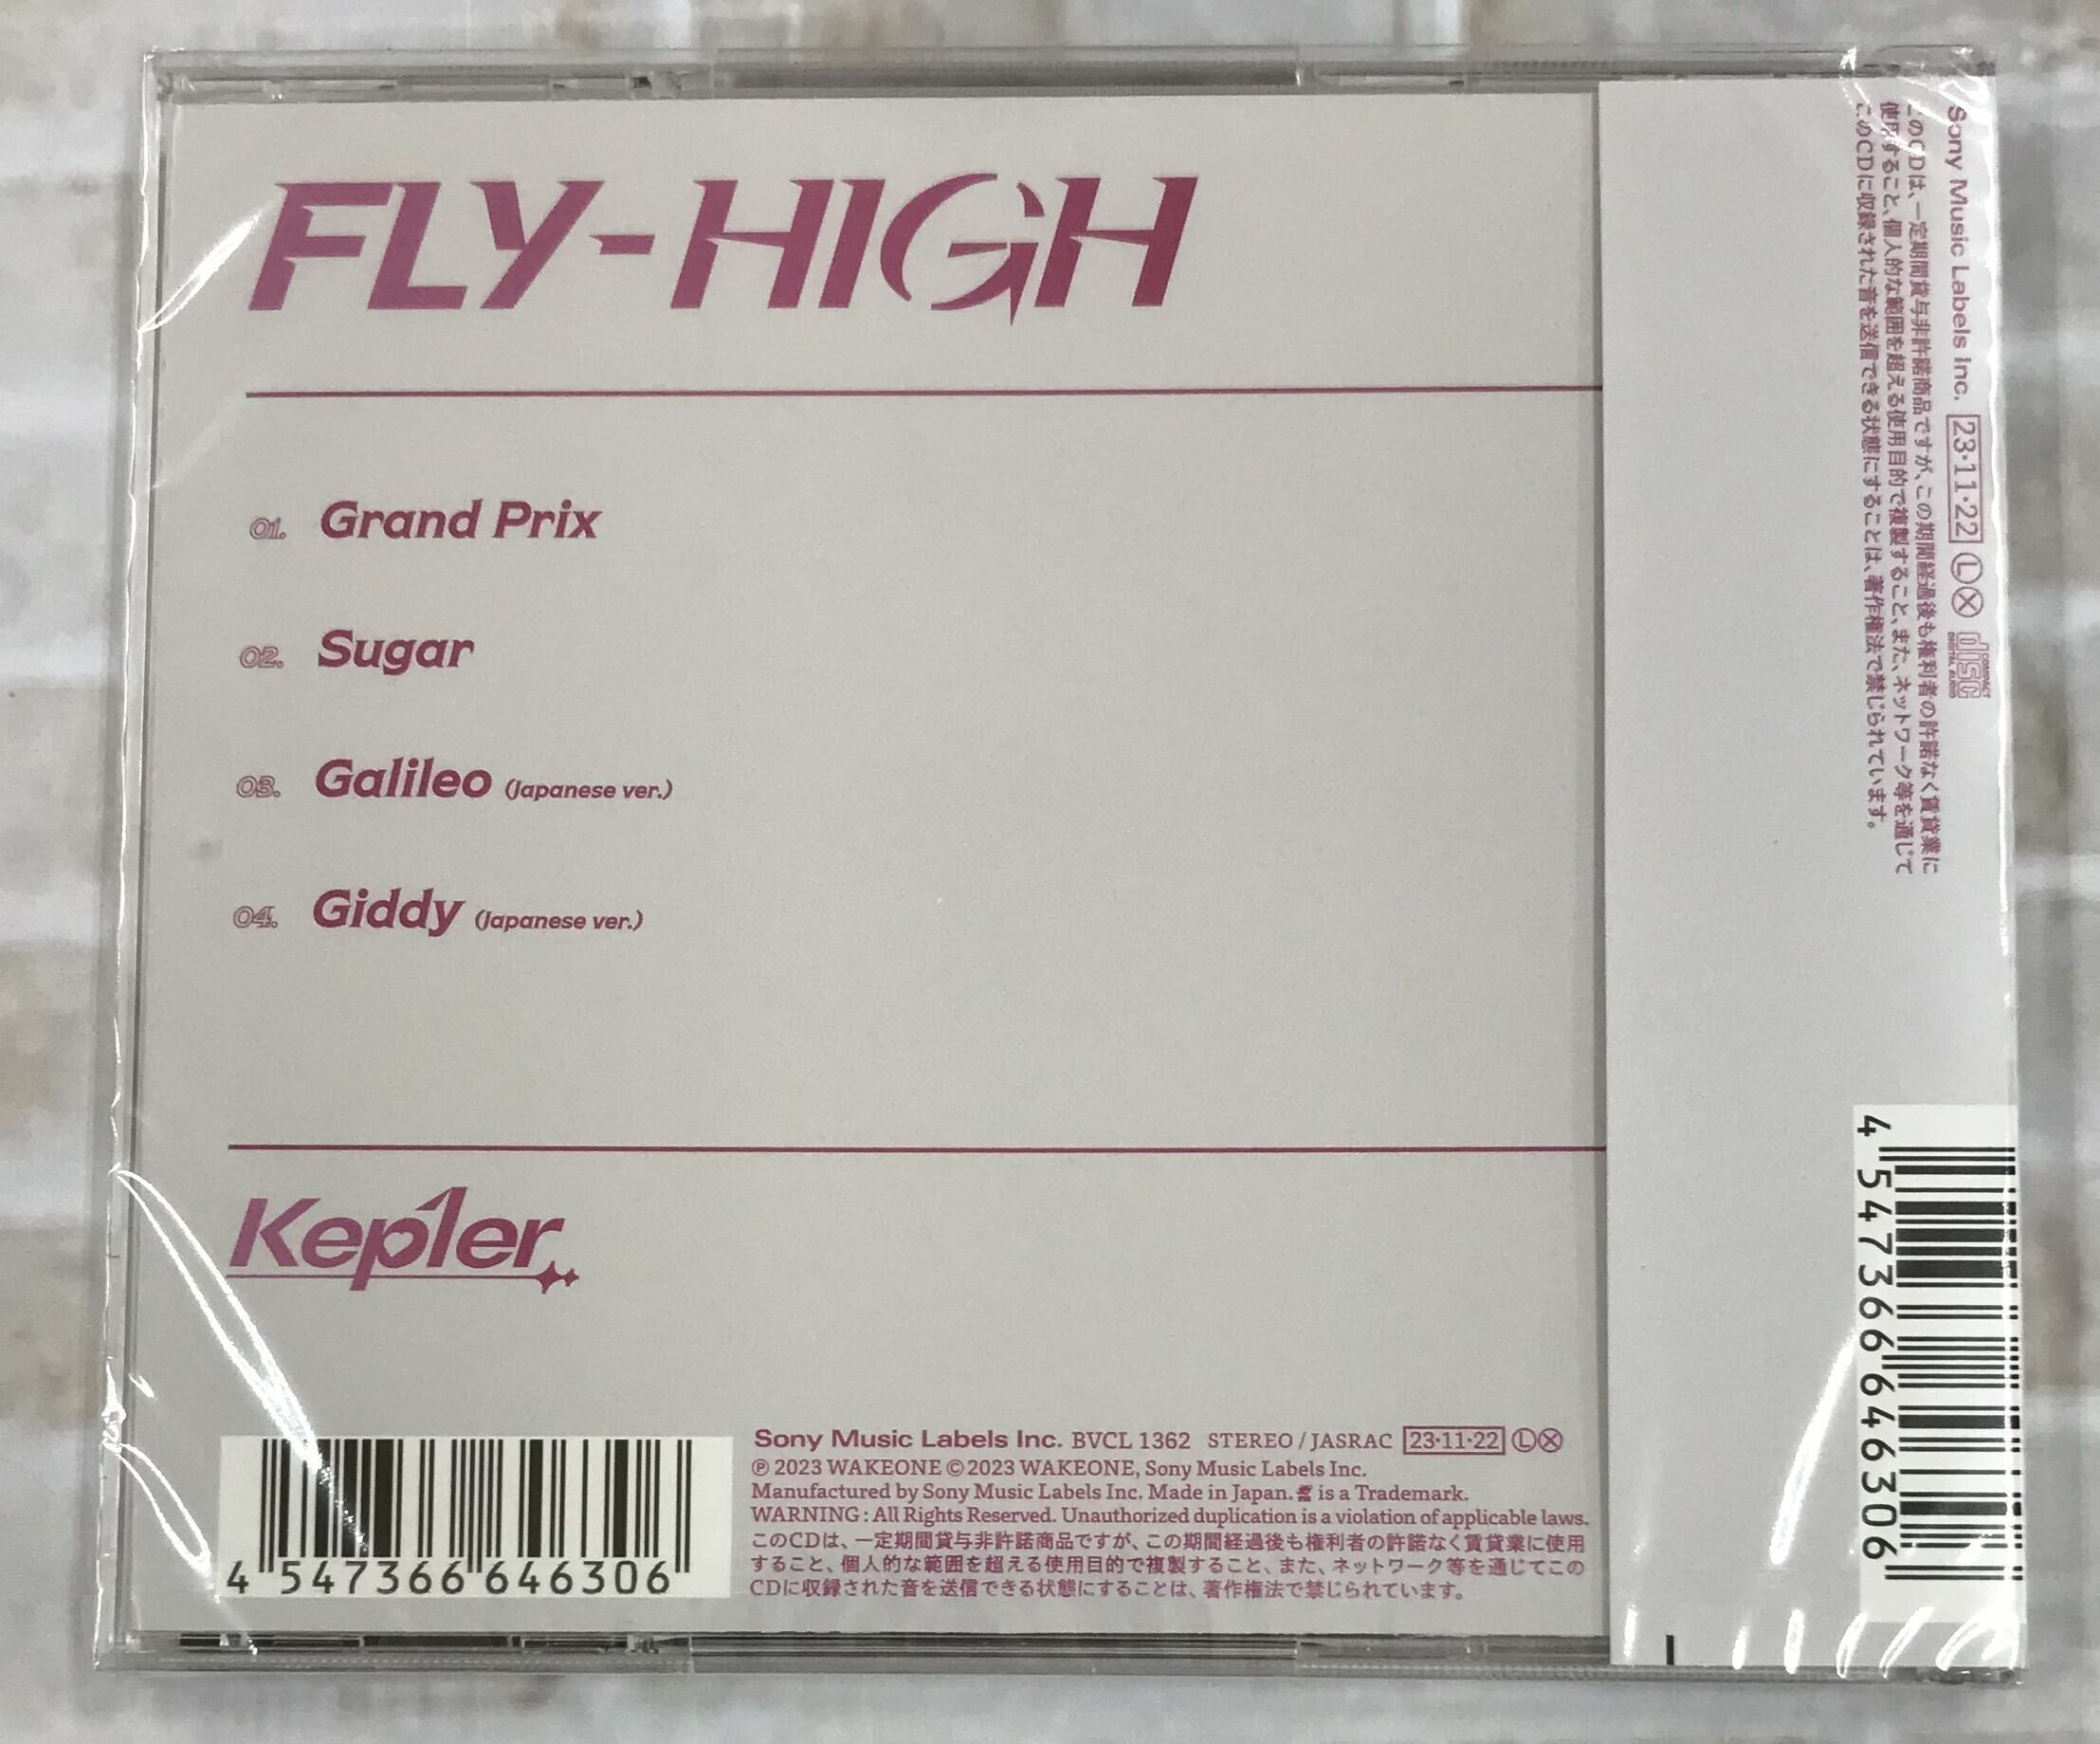 FLY-HIGH
01. Grand Prix
02. Sugar
03. Galileo (Japanese ver.)
04. Giddy (Japanese ver.)
Kep1er
4 547366 646306
Sony Music Labels Inc. BVCL 1362 STEREO / JASRAC 23・11・22 Ⓛ Ⓧ
℗ 2023 WAKEONE © 2023 WAKEONE, Sony Music Labels Inc.
Manufactured by Sony Music Labels Inc. Made in Japan. is a Trademark.
WARNING : All Rights Reserved. Unauthorized duplication is a violation of applicable laws.
このCDは、一定期間貸与非許諾商品ですが、この期間経過後も権利者の許諾なく賃貸業に使用
すること、個人的な範囲を超える使用目的で複製すること、また、ネットワーク等を通じてこの
CDに収録された音を送信できる状態にすることは、著作権法で禁じられています。
Sony Music Labels Inc. 23・11・22 Ⓛ Ⓧ COMPACT disc DIGITAL AUDIO
このCDは、一定期間貸与非許諾商品ですが、この期間経過後も権利者の許諾なく賃貸業に
使用すること、個人的な範囲を超える使用目的で複製すること、また、ネットワーク等を通じて
このCDに収録された音を送信できる状態にすることは、著作権法で禁じられています。
4 547366 646306